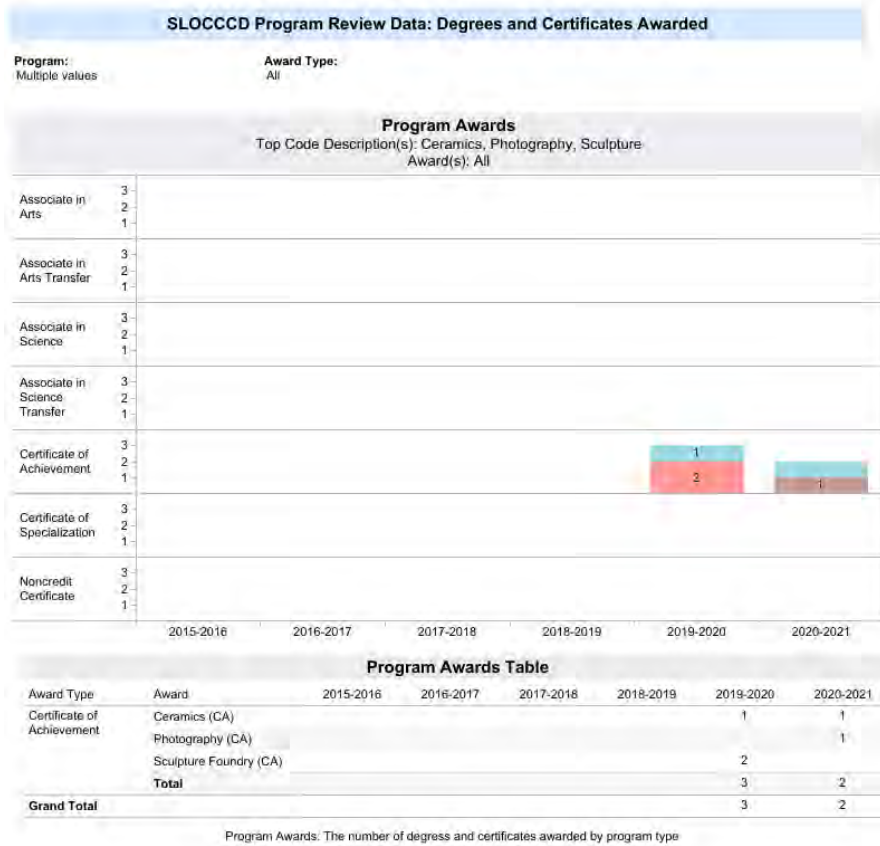 SLOCCCD Program Review Data: Degrees and Certificates Awarded
Program: Award Type:
Multiple values All
Program Awards
Top Code Description(s): Ceramics, Photography, Sculpture
Award(s): All
Associate in
Arts
3
2
1
Associate in
Arts Transfer
3
2
1
Associate in
Science
3
2
1
Associate in
Science
Transfer
3
2
1
Certificate of
Achievement
3
2
1
1
2
1
Certificate of
Specialization
3
2
1
Noncredit
Certificate
3
2
1
2015-2016 2016-2017 2017-2018 2018-2019 2019-2020 2020-2021
Program Awards Table
Award Type Award 2015-2016 2016-2017 2017-2018 2018-2019 2019-2020 2020-2021
Certificate of
Achievement
Ceramics (CA) 1 1
Photography (CA) 1
Sculpture Foundry (CA) 2
Total 3 2
Grand Total 3 2
Program Awards: The number of degress and certificates awarded by program type